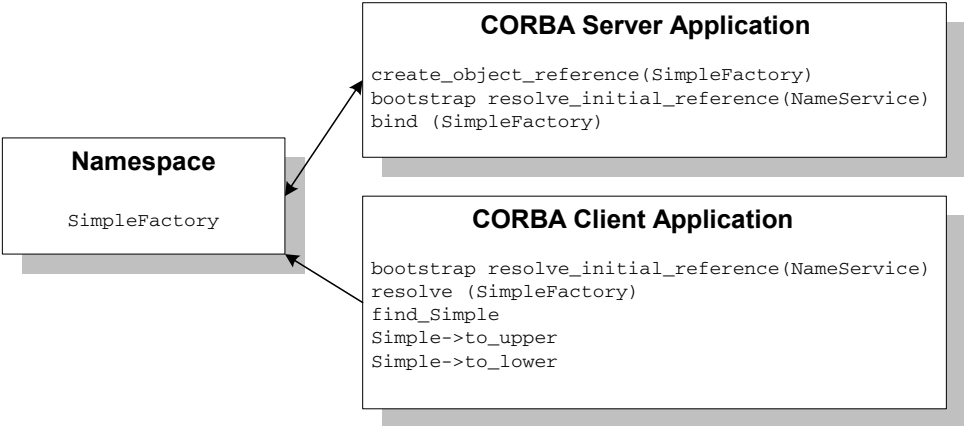 CORBA Server Application
create_object_reference(SimpleFactory)
bootstrap resolve_initial_reference(NameService)
bind (SimpleFactory)
Namespace
SimpleFactory
CORBA Client Application
bootstrap resolve_initial_reference(NameService)
resolve (SimpleFactory)
find_Simple
Simple->to_upper
Simple->to_lower